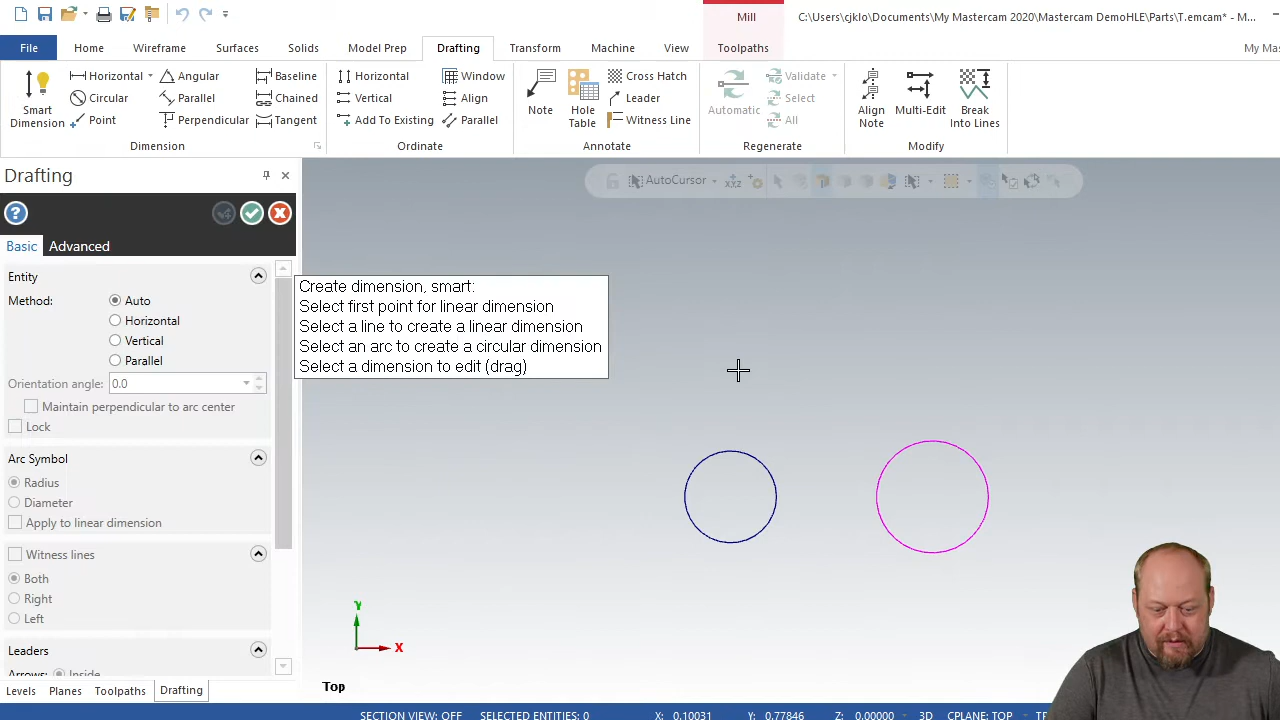 Mill
C:\Users\cjklo\Documents\My Mastercam 2020\Mastercam DemoHLE\Parts\T.emcam* - M...
File Home Wireframe Surfaces Solids Model Prep Drafting Transform Machine View Toolpaths My Mas
Smart Dimension
Horizontal Angular Baseline
Circular Parallel Chained
Point Perpendicular Tangent
Dimension
Horizontal Window
Vertical Align
Add To Existing Parallel
Ordinate
Note
Hole Table
Cross Hatch
Leader
Witness Line
Annotate
Automatic
Validate
Select
All
Regenerate
Align Note
Multi-Edit
Break Into Lines
Modify
Drafting
AutoCursor
Basic Advanced
Entity
Method: Auto
Horizontal
Vertical
Parallel
Orientation angle: 0.0
Maintain perpendicular to arc center
Lock
Arc Symbol
Radius
Diameter
Apply to linear dimension
Witness lines
Both
Right
Left
Leaders
Arrows: Inside
Create dimension, smart:
Select first point for linear dimension
Select a line to create a linear dimension
Select an arc to create a circular dimension
Select a dimension to edit (drag)
Y
X
Top
Levels Planes Toolpaths Drafting
SECTION VIEW: OFF SELECTED ENTITIES: 0 X: 0.10031 Y: 0.77846 Z: 0.00000 3D CPLANE: TOP